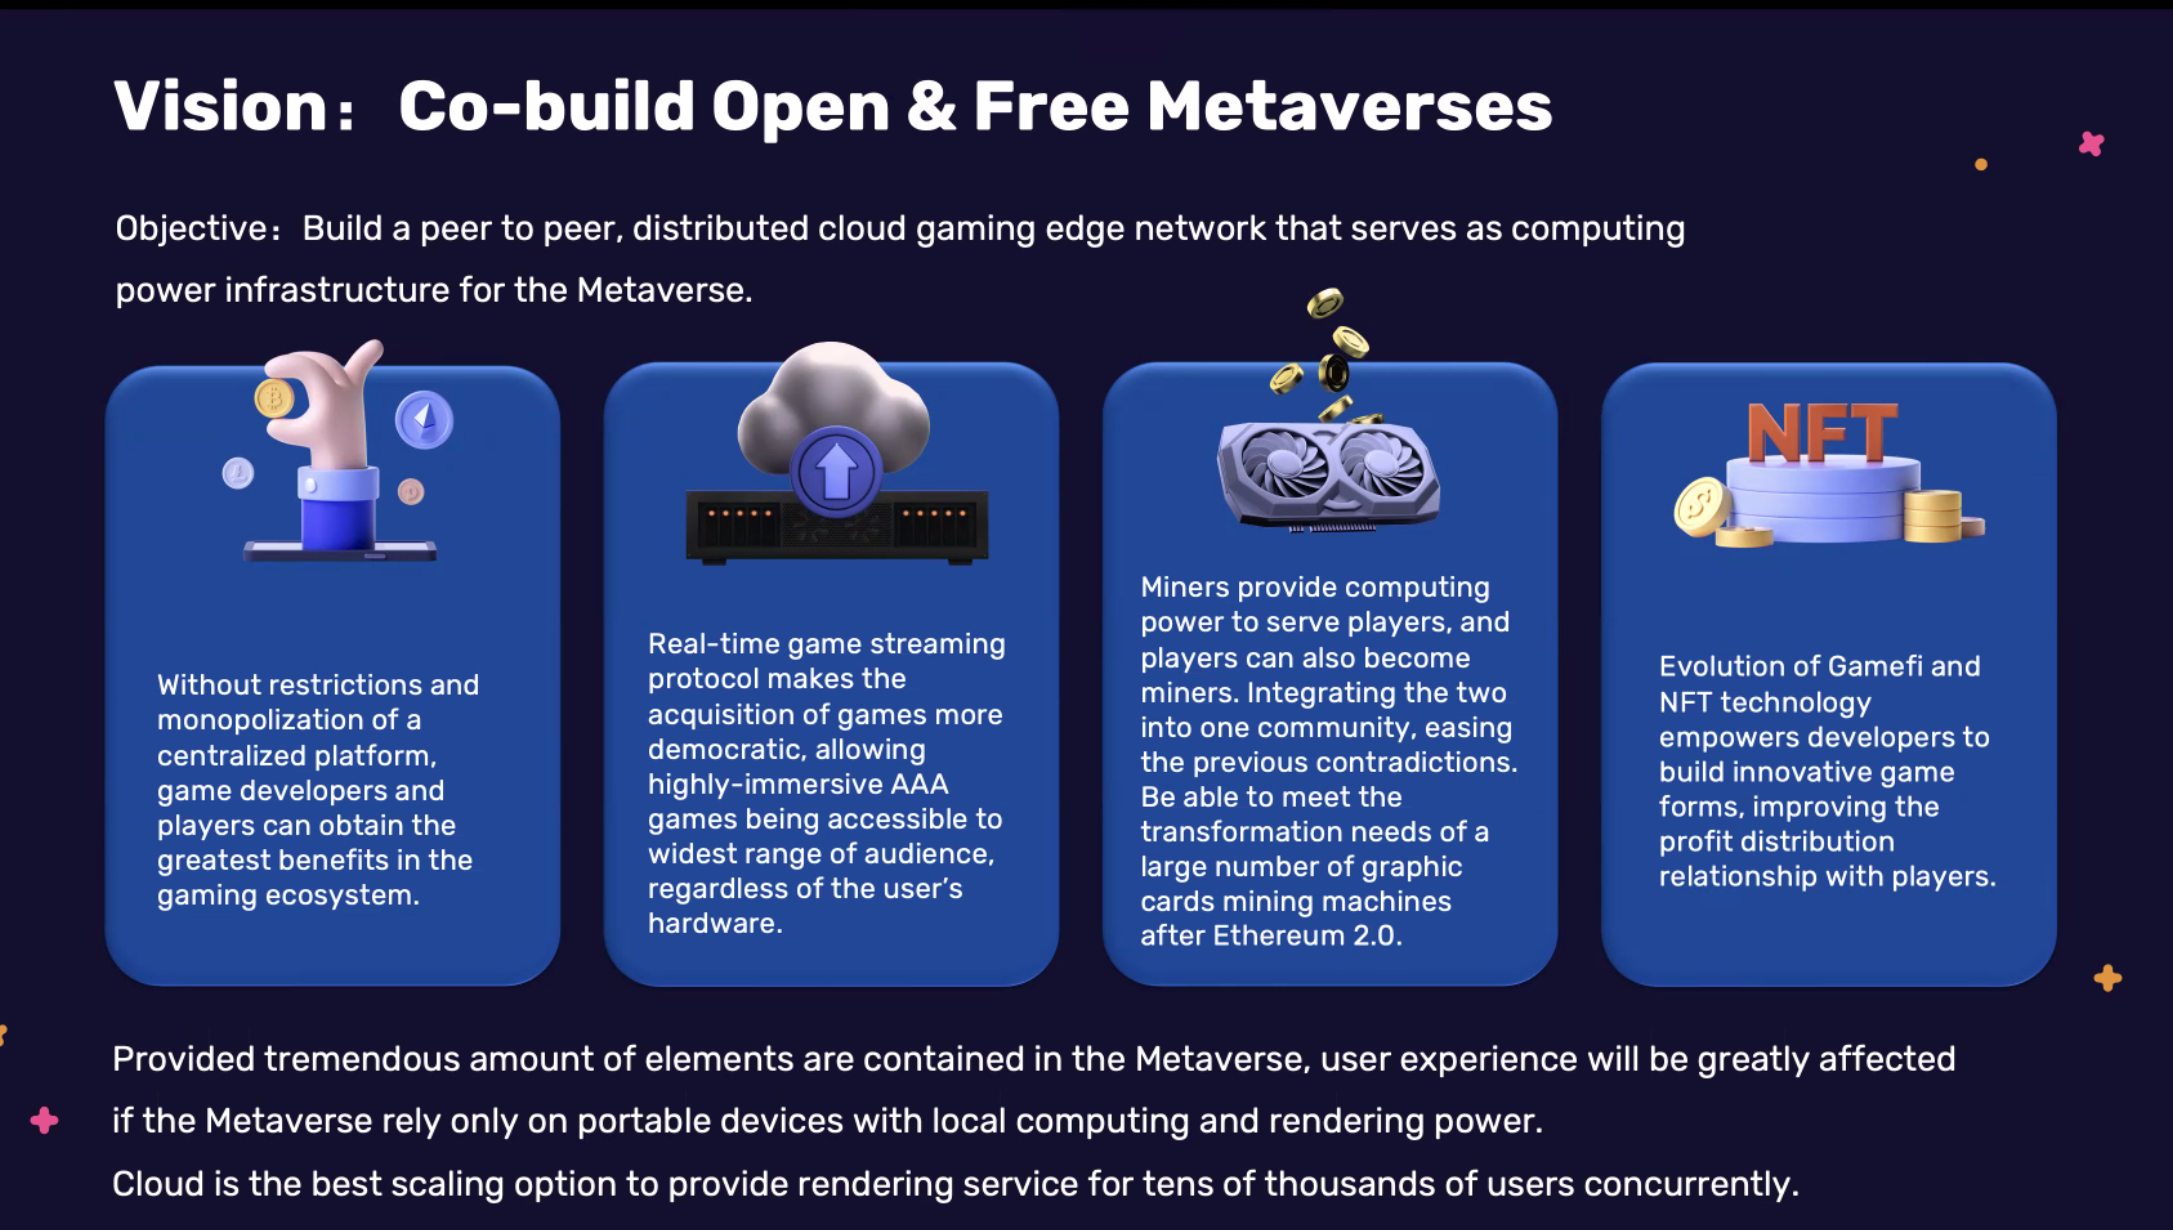 Vision： Co-build Open & Free Metaverses
Objective： Build a peer to peer, distributed cloud gaming edge network that serves as computing
power infrastructure for the Metaverse.
Without restrictions and
monopolization of a
centralized platform,
game developers and
players can obtain the
greatest benefits in the
gaming ecosystem.
Real-time game streaming
protocol makes the
acquisition of games more
democratic, allowing
highly-immersive AAA
games being accessible to
widest range of audience,
regardless of the user’s
hardware.
Miners provide computing
power to serve players, and
players can also become
miners. Integrating the two
into one community, easing
the previous contradictions.
Be able to meet the
transformation needs of a
large number of graphic
cards mining machines
after Ethereum 2.0.
NFT
Evolution of Gamefi and
NFT technology
empowers developers to
build innovative game
forms, improving the
profit distribution
relationship with players.
Provided tremendous amount of elements are contained in the Metaverse, user experience will be greatly affected
if the Metaverse rely only on portable devices with local computing and rendering power.
Cloud is the best scaling option to provide rendering service for tens of thousands of users concurrently.